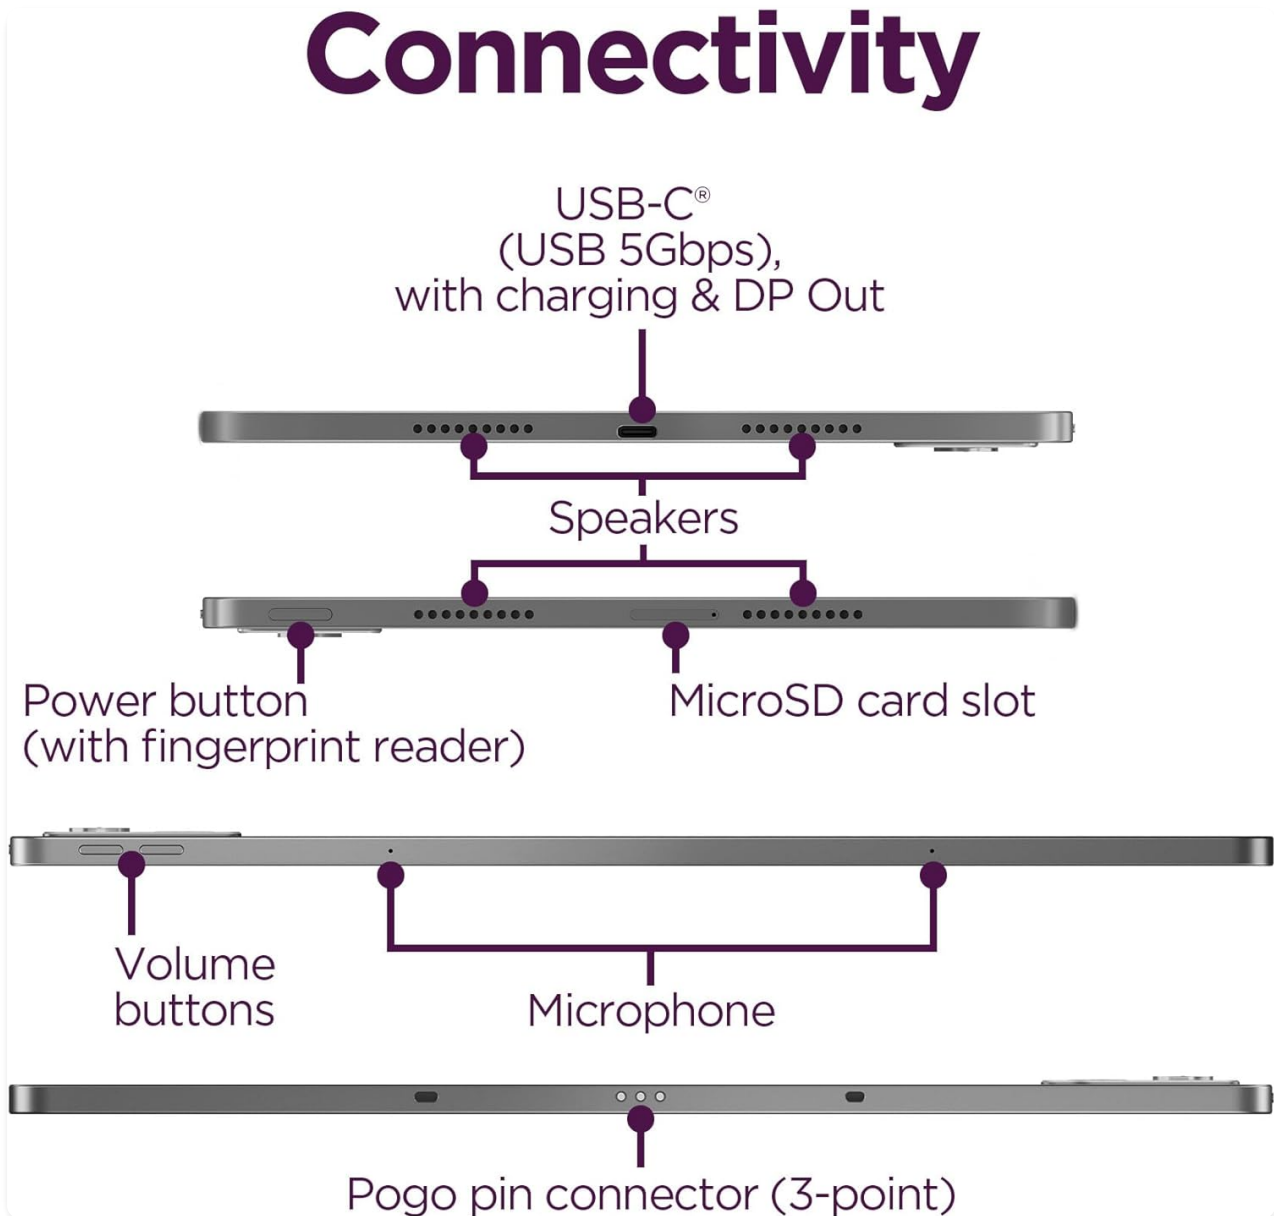 Connectivity
USB-C®
(USB 5Gbps),
with charging & DP Out
Speakers
Power button
(with fingerprint reader)
MicroSD card slot
Volume
buttons
Microphone
Pogo pin connector (3-point)